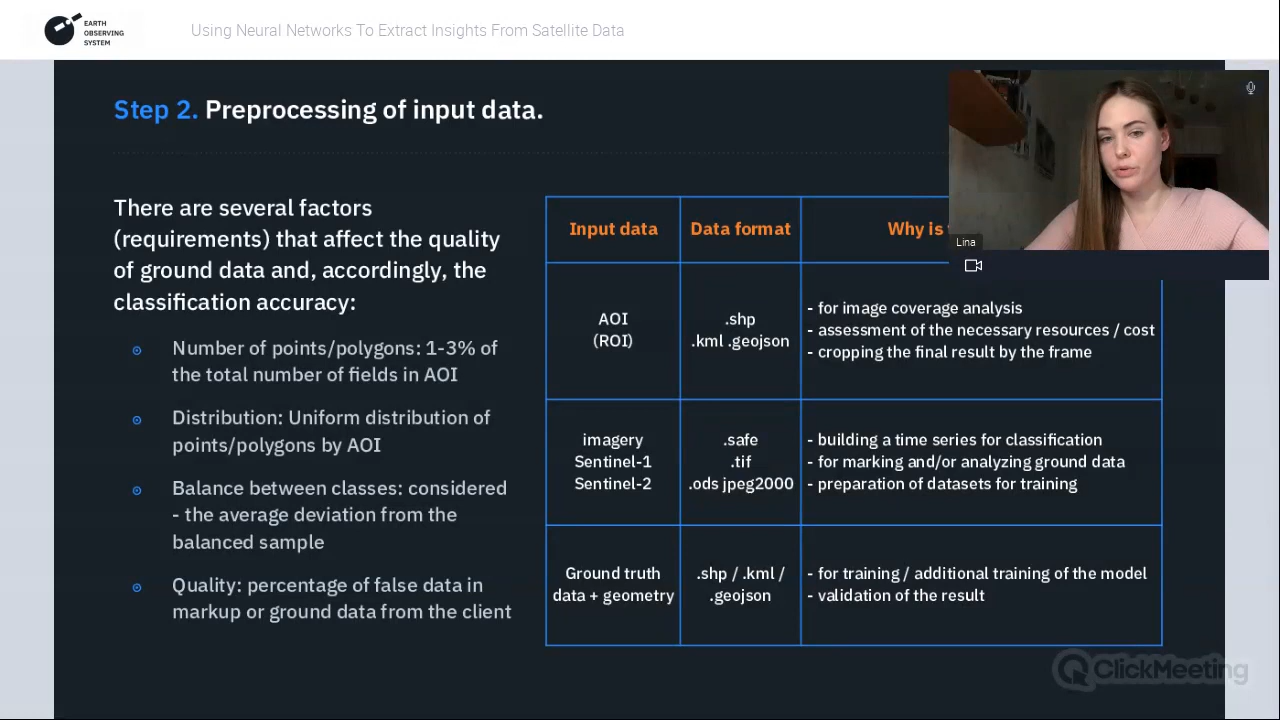 EARTH
OBSERVING
SYSTEM
Using Neural Networks To Extract Insights From Satellite Data
Step 2. Preprocessing of input data.
There are several factors
(requirements) that affect the quality
of ground data and, accordingly, the
classification accuracy:
Number of points/polygons: 1-3% of
the total number of fields in AOI
Distribution: Uniform distribution of
points/polygons by AOI
Balance between classes: considered
- the average deviation from the
balanced sample
Quality: percentage of false data in
markup or ground data from the client
Input data
Data format
Why is
AOI
(ROI)
.shp
.kml .geojson
- for image coverage analysis
- assessment of the necessary resources / cost
- cropping the final result by the frame
imagery
Sentinel-1
Sentinel-2
.safe
.tif
.ods jpeg2000
- building a time series for classification
- for marking and/or analyzing ground data
- preparation of datasets for training
Ground truth
data + geometry
.shp / .kml /
.geojson
- for training / additional training of the model
- validation of the result
Lina
ClickMeeting